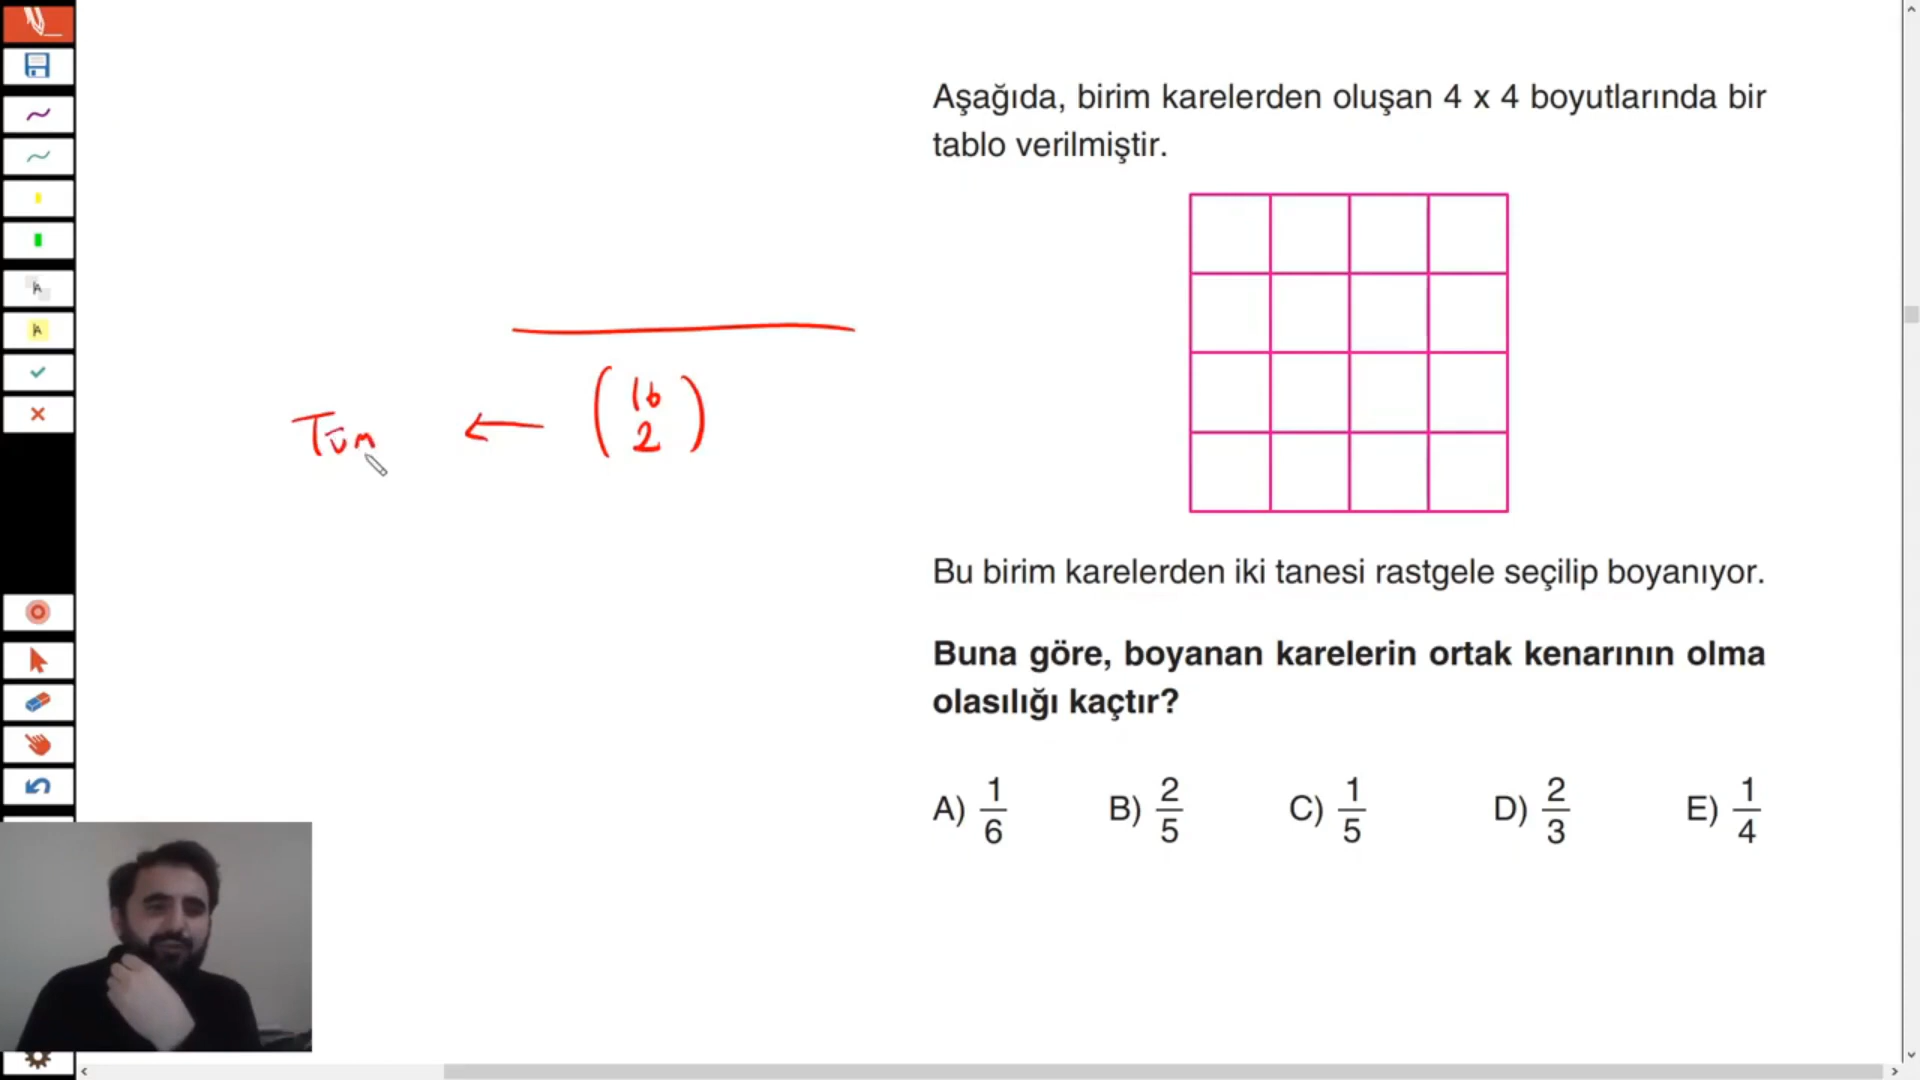 Aşağıda, birim karelerden oluşan 4 x 4 boyutlarında bir
tablo verilmiştir.
(16
2)
Tüm ←
Bu birim karelerden iki tanesi rastgele seçilip boyanıyor.
Buna göre, boyanan karelerin ortak kenarının olma
olasılığı kaçtır?
A) 1/6 B) 2/5 C) 1/5 D) 2/3 E) 1/4